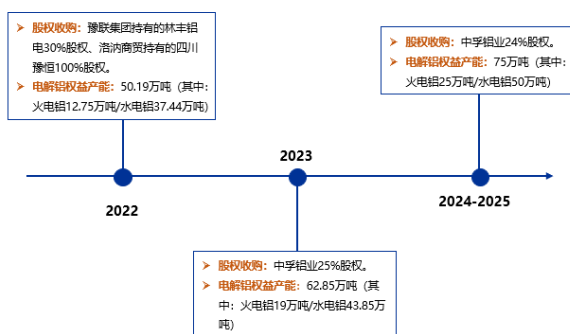 ➢ 股权收购：豫联集团持有的林丰铝
电30%股权、洛汭商贸持有的四川
豫恒100%股权。
➢ 电解铝权益产能：50.19万吨（其中：
火电铝12.75万吨/水电铝37.44万吨）
➢ 股权收购：中孚铝业24%股权。
➢ 电解铝权益产能：75万吨（其中：
火电铝25万吨/水电铝50万吨）
2023
2022
2024-2025
➢ 股权收购：中孚铝业25%股权。
➢ 电解铝权益产能：62.85万吨（其
中：火电铝19万吨/水电铝43.85万
吨）